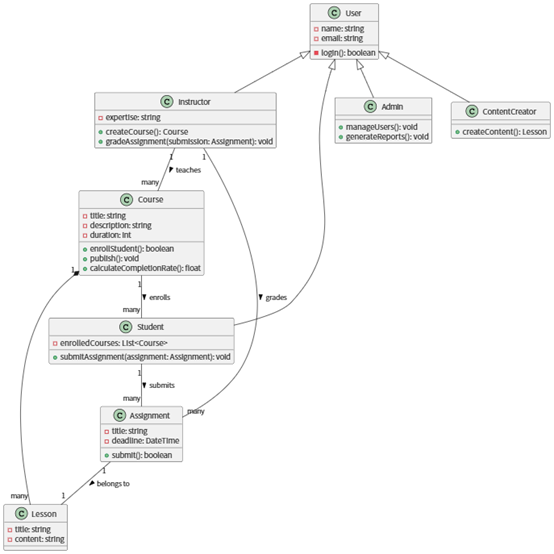 C User
name: string
email: string
login(): boolean
C Instructor
expertise: string
createCourse(): Course
gradeAssignment(submission: Assignment): void
C Admin
manageUsers(): void
generateReports(): void
C ContentCreator
createContent(): Lesson
1
1
teaches
many
C Course
title: string
description: string
duration: int
enrollStudent(): boolean
publish(): void
calculateCompletionRate(): float
1
1
enrolls
grades
many
C Student
enrolledCourses: List<Course>
submitAssignment(assignment: Assignment): void
1
submits
many
many
C Assignment
title: string
deadline: DateTime
submit(): boolean
1
belongs to
many
1
C Lesson
title: string
content: string